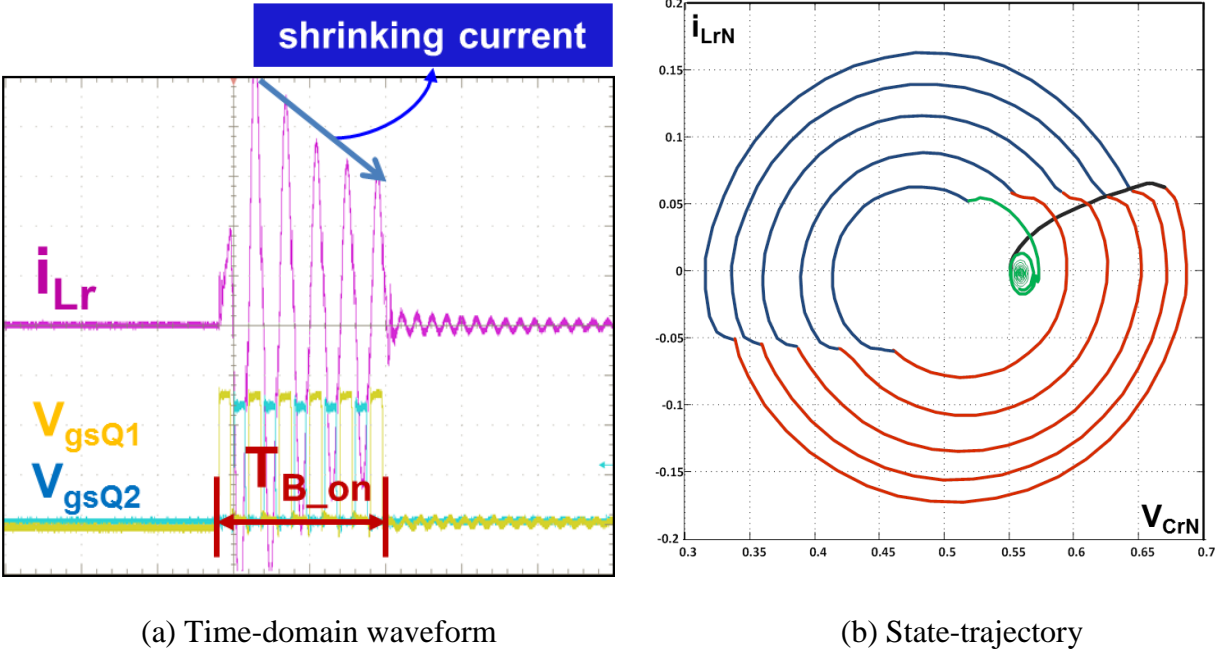 shrinking current
iLr
VgsQ1
VgsQ2
TB_on
iLrN
0.2
0.15
0.1
0.05
0
-0.05
-0.1
-0.15
-0.2
VCrN
0.3 0.35 0.4 0.45 0.5 0.55 0.6 0.65 0.7
(a) Time-domain waveform
(b) State-trajectory